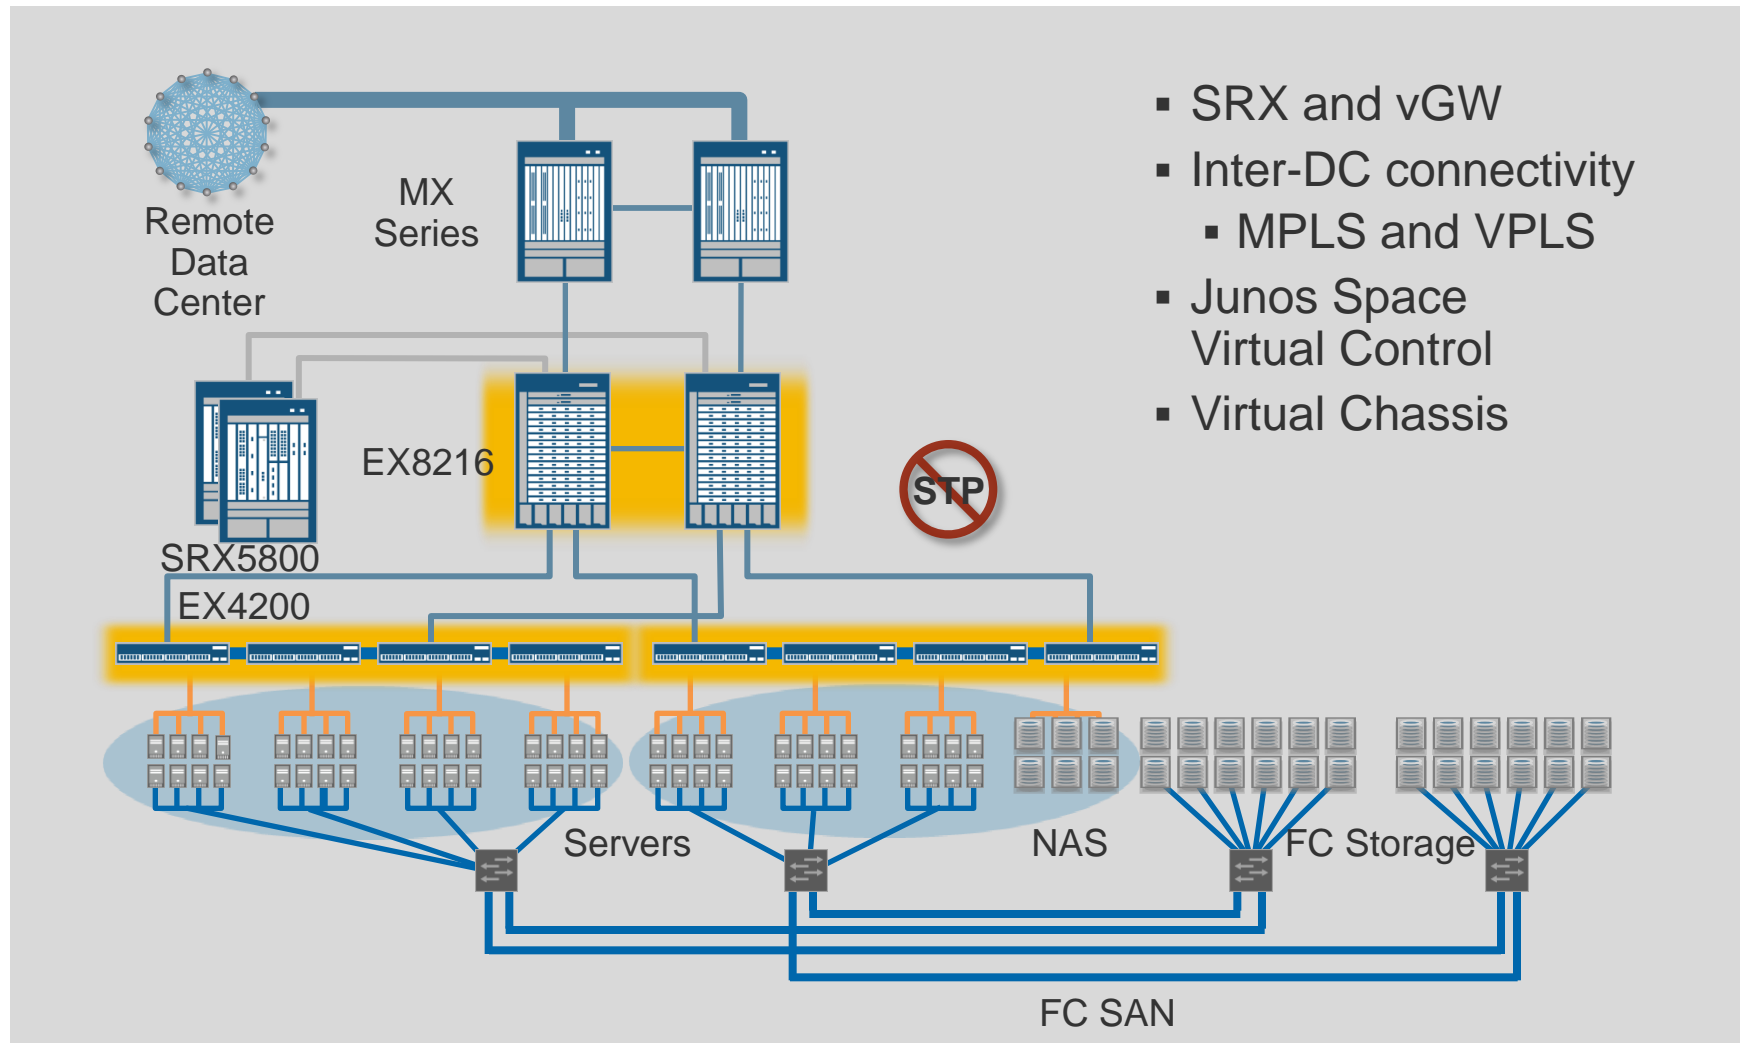 Remote
Data
Center
MX
Series
EX8216
SRX5800
EX4200
STP
Servers
NAS
FC Storage
FC SAN
▪ SRX and vGW
▪ Inter-DC connectivity
▪ MPLS and VPLS
▪ Junos Space
Virtual Control
▪ Virtual Chassis